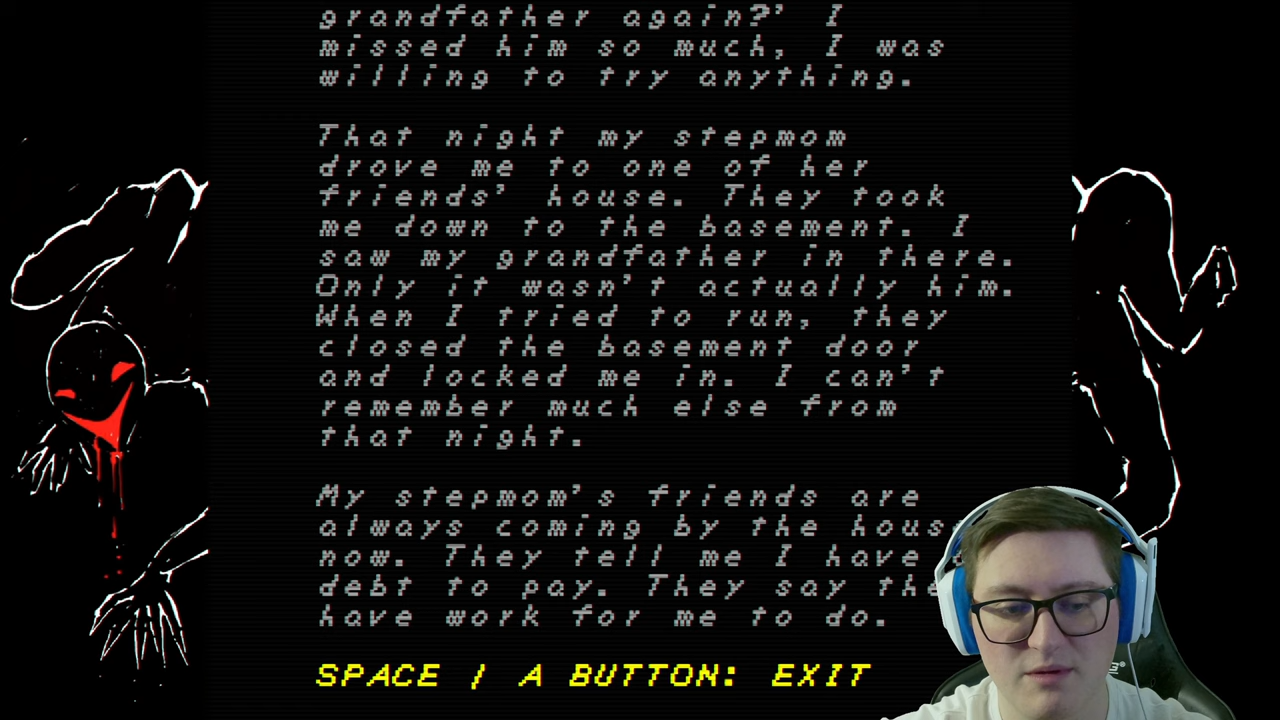 grandfather again?' I
missed him so much, I was
willing to try anything.
That night my stepmom
drove me to one of her
friends' house. They took
me down to the basement. I
saw my grandfather in there.
Only it wasn't actually him.
When I tried to run, they
closed the basement door
and locked me in. I can't
remember much else from
that night.
My stepmom's friends are
always coming by the hous
now. They tell me I have
debt to pay. They say the
have work for me to do.
SPACE / A BUTTON: EXIT